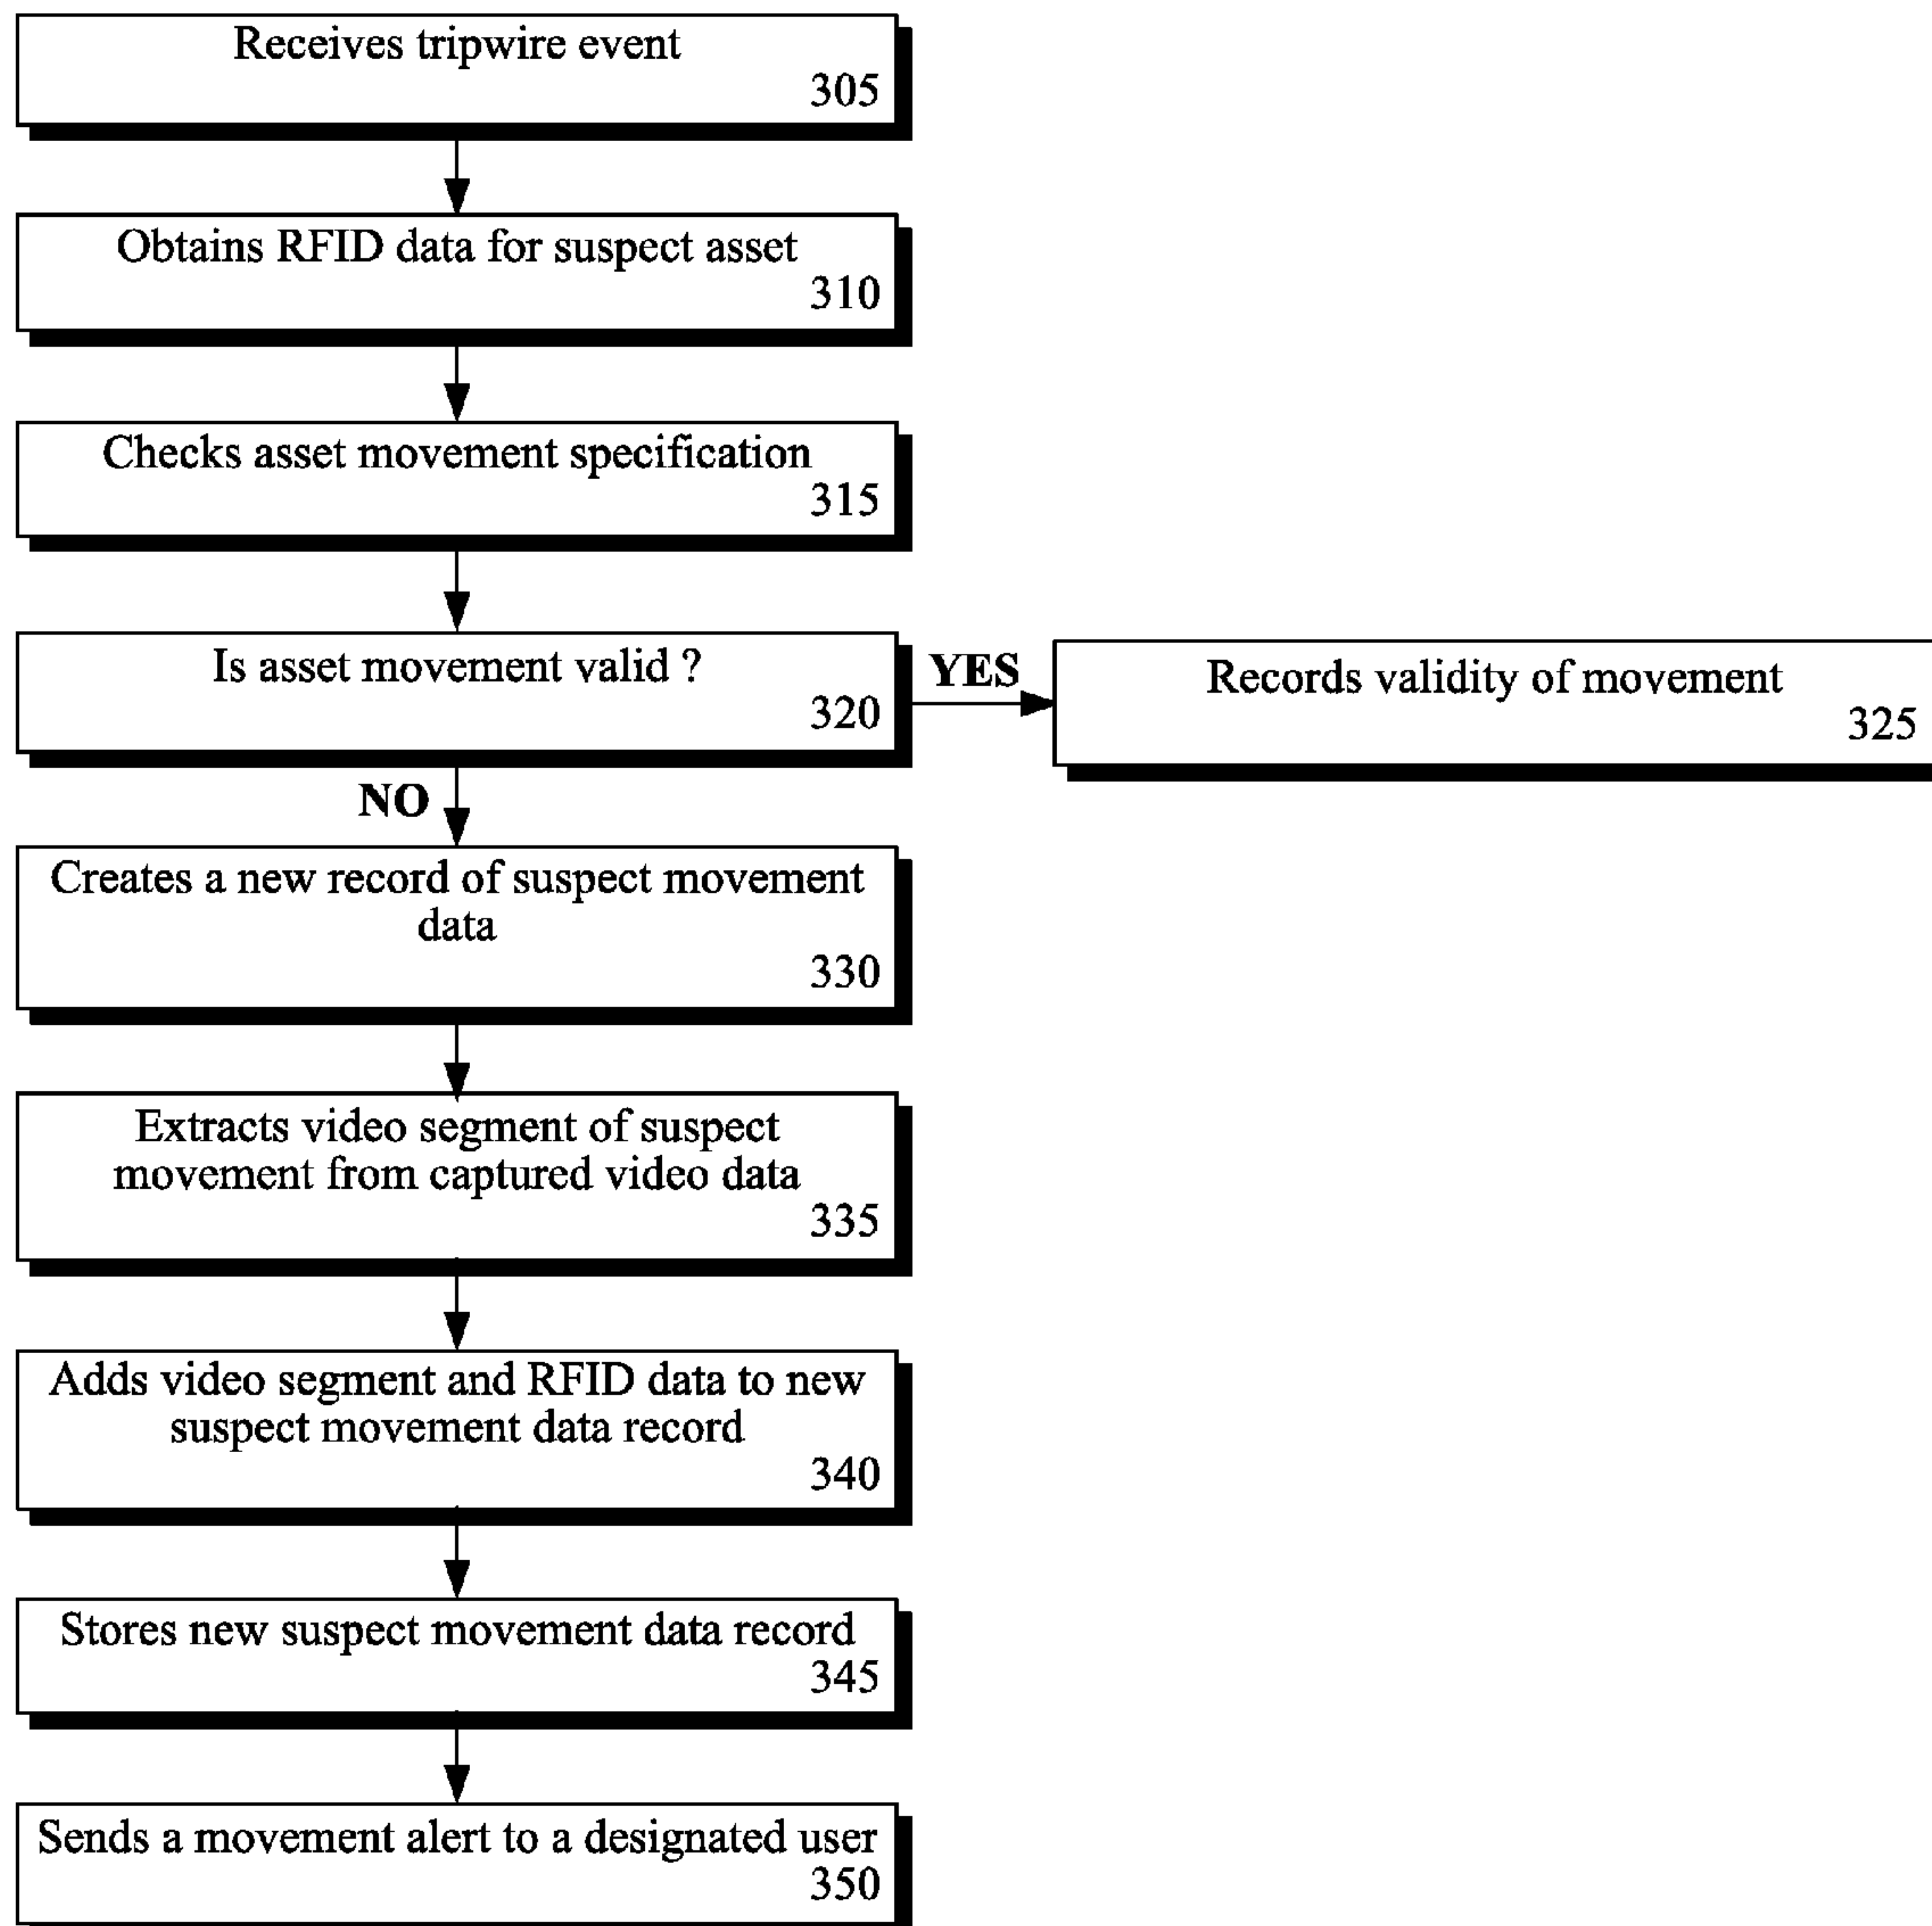 Receives tripwire event
305
Obtains RFID data for suspect asset
310
Checks asset movement specification
315
Is asset movement valid ?
320
YES
Records validity of movement
325
NO
Creates a new record of suspect movement
data
330
Extracts video segment of suspect
movement from captured video data
335
Adds video segment and RFID data to new
suspect movement data record
340
Stores new suspect movement data record
345
Sends a movement alert to a designated user
350